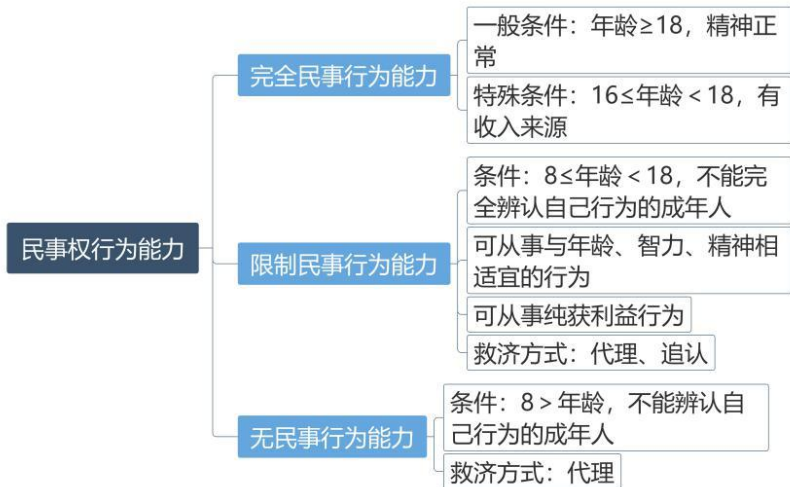 民事权行为能力
完全民事行为能力
一般条件：年龄≥18，精神正
常
特殊条件：16≤年龄＜18，有
收入来源
限制民事行为能力
条件：8≤年龄＜18，不能完
全辨认自己行为的成年人
可从事与年龄、智力、精神相
适宜的行为
可从事纯获利益行为
救济方式：代理、追认
无民事行为能力
条件：8＞年龄，不能辨认自
己行为的成年人
救济方式：代理